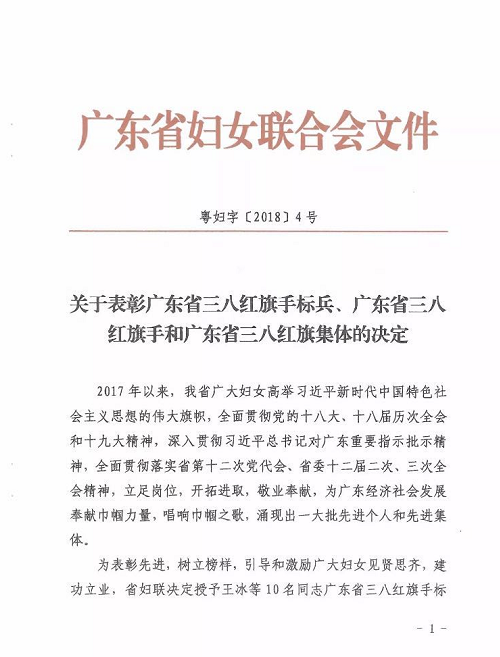 广东省妇女联合会文件
粤妇字〔2018〕4号
关于表彰广东省三八红旗手标兵、广东省三八
红旗手和广东省三八红旗集体的决定
2017年以来，我省广大妇女高举习近平新时代中国特色社
会主义思想的伟大旗帜，全面贯彻党的十八大、十八届历次全会
和十九大精神，深入贯彻习近平总书记对广东重要指示批示精
神，全面贯彻落实省第十二次党代会、省委十二届二次、三次全
会精神，立足岗位，开拓进取，敬业奉献，为广东经济社会发展
奉献巾帼力量，唱响巾帼之歌，涌现出一大批先进个人和先进集
体。
为表彰先进，树立榜样，引导和激励广大妇女见贤思齐，建
功立业，省妇联决定授予王冰等10名同志广东省三八红旗手标
- 1 -